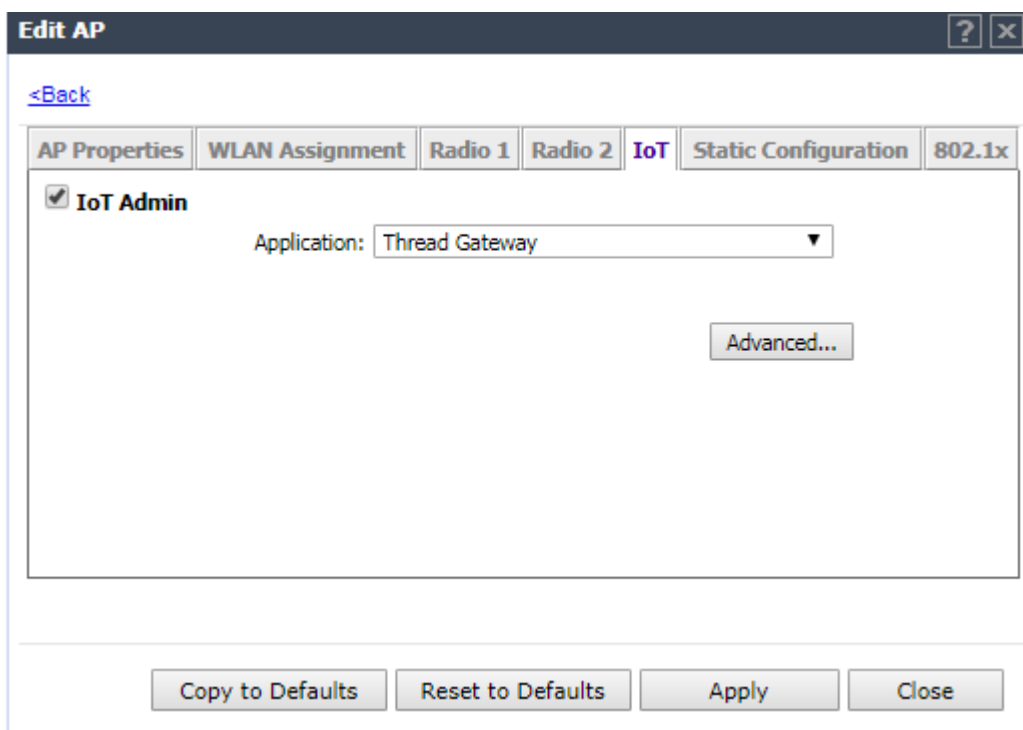 Edit AP ? x
<Back
AP Properties WLAN Assignment Radio 1 Radio 2 IoT Static Configuration 802.1x
IoT Admin
Application: Thread Gateway
Advanced...
Copy to Defaults Reset to Defaults Apply Close